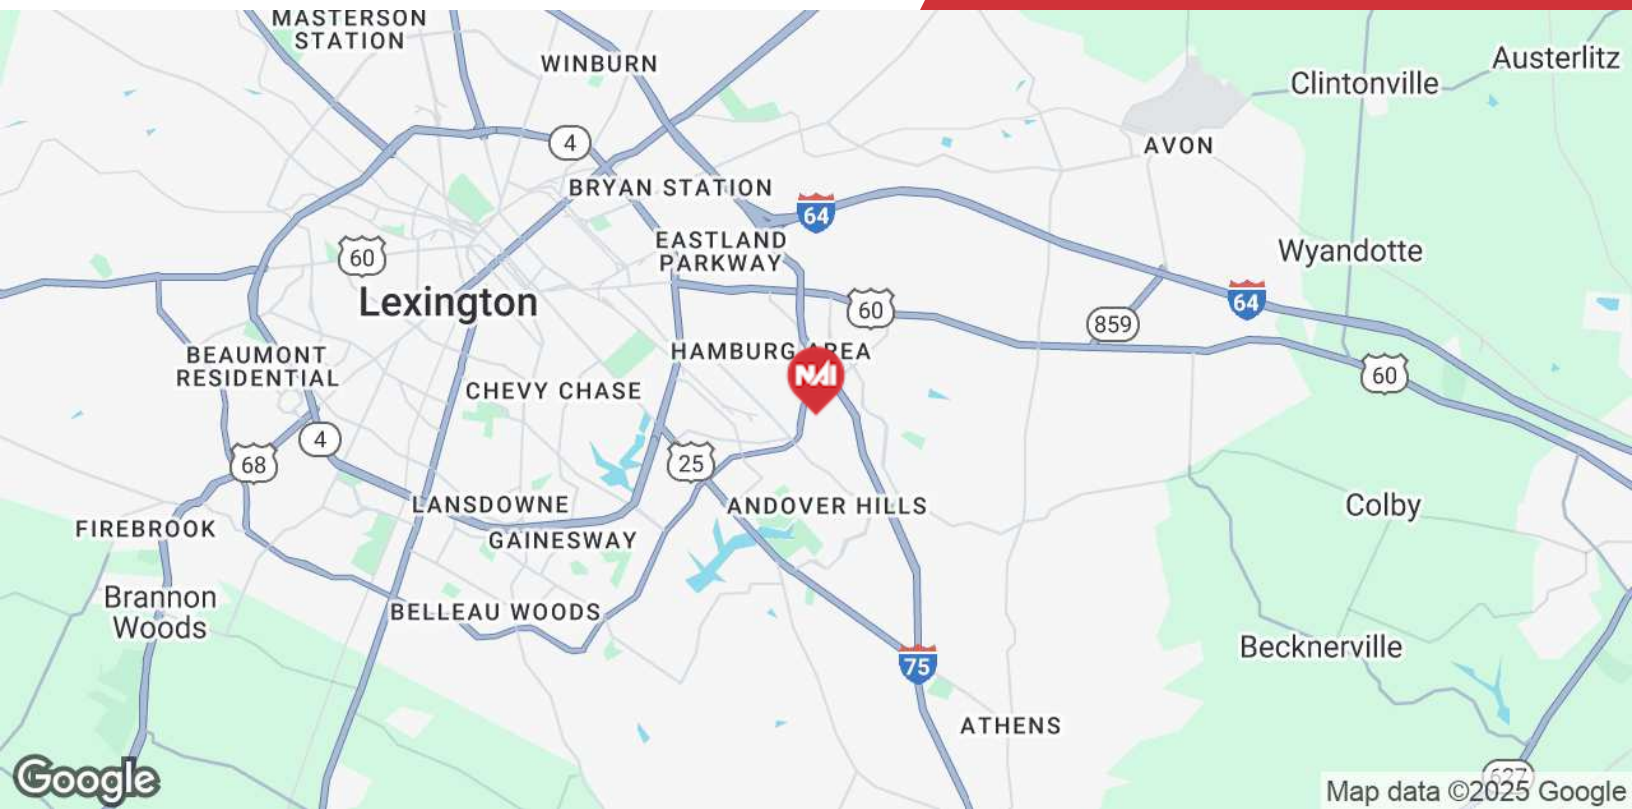 MASTERSON
STATION
WINBURN
Austerlitz
Clintonville
4
AVON
BRYAN STATION
64
EASTLAND
PARKWAY
Wyandotte
60
Lexington
64
60
859
HAMBURG AREA
BEAUMONT
RESIDENTIAL
NAI
60
CHEVY CHASE
4
68
25
LANSDOWNE
ANDOVER HILLS
Colby
FIREBROOK
GAINESWAY
Brannon
Woods
BELLEAU WOODS
Becknerville
75
ATHENS
Google
627
Map data ©2025 Google